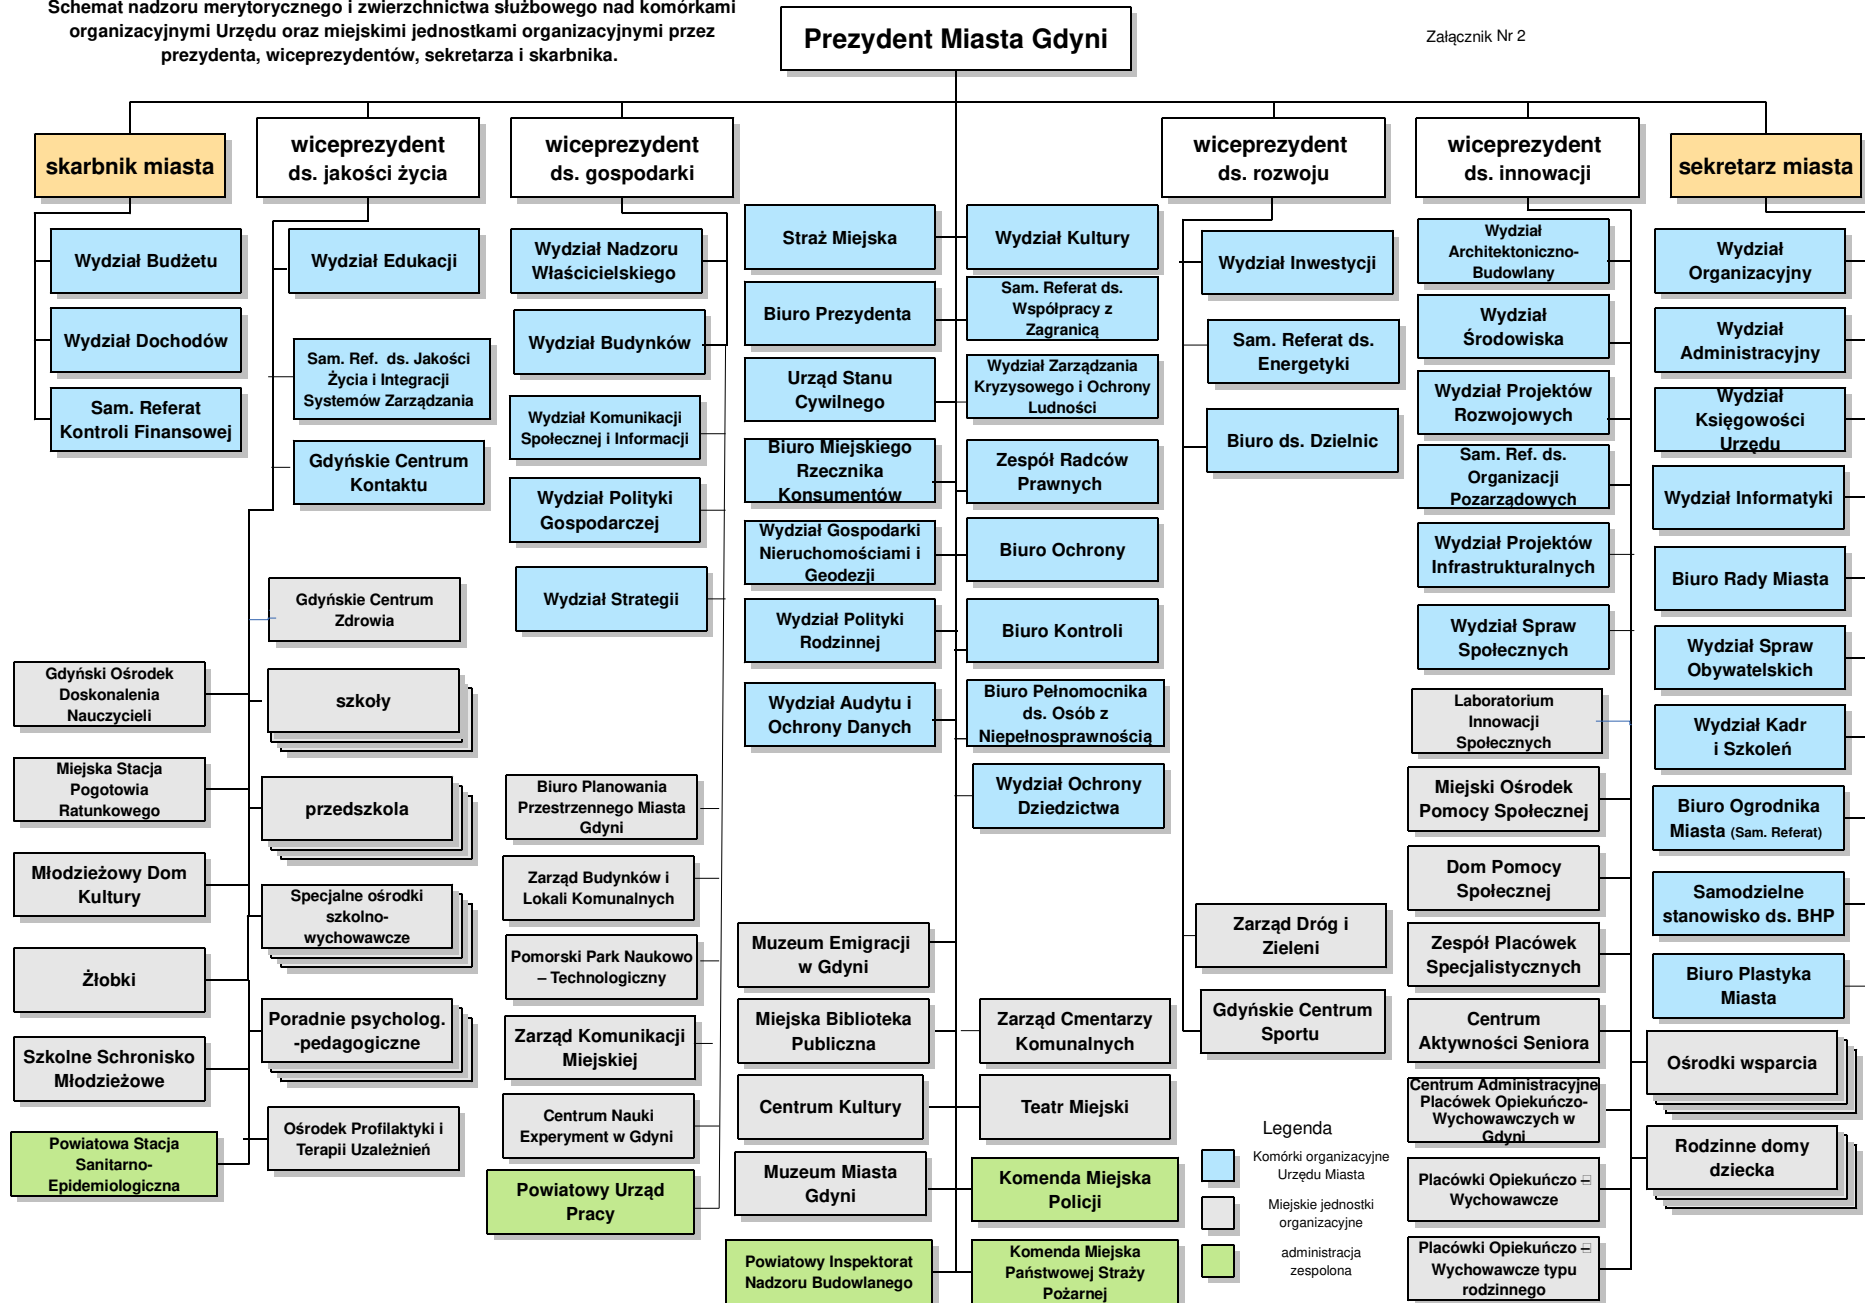 Schemat nadzoru merytorycznego i zwierzchnictwa służbowego nad komórkami
organizacyjnymi Urzędu oraz miejskimi jednostkami organizacyjnymi przez
prezydenta, wiceprezydentów, sekretarza i skarbnika.
Prezydent Miasta Gdyni
Załącznik Nr 2
skarbnik miasta
wiceprezydent
ds. jakości życia
wiceprezydent
ds. gospodarki
wiceprezydent
ds. rozwoju
wiceprezydent
ds. innowacji
sekretarz miasta
Wydział Budżetu
Wydział Dochodów
Sam. Referat
Kontroli Finansowej
Wydział Edukacji
Sam. Ref. ds. Jakości
Życia i Integracji
Systemów Zarządzania
Gdyńskie Centrum
Kontaktu
Gdyńskie Centrum
Zdrowia
szkoły
przedszkola
Specjalne ośrodki
szkolno-
wychowawcze
Poradnie psycholog.
-pedagogiczne
Ośrodek Profilaktyki i
Terapii Uzależnień
Gdyński Ośrodek
Doskonalenia
Nauczycieli
Miejska Stacja
Pogotowia
Ratunkowego
Młodzieżowy Dom
Kultury
Żłobki
Szkolne Schronisko
Młodzieżowe
Powiatowa Stacja
Sanitarno-
Epidemiologiczna
Wydział Nadzoru
Właścicielskiego
Wydział Budynków
Wydział Komunikacji
Społecznej i Informacji
Wydział Polityki
Gospodarczej
Wydział Strategii
Biuro Planowania
Przestrzennego Miasta
Gdyni
Zarząd Budynków i
Lokali Komunalnych
Pomorski Park Naukowo
– Technologiczny
Zarząd Komunikacji
Miejskiej
Centrum Nauki
Experyment w Gdyni
Powiatowy Urząd
Pracy
Straż Miejska
Biuro Prezydenta
Urząd Stanu
Cywilnego
Biuro Miejskiego
Rzecznika
Konsumentów
Wydział Gospodarki
Nieruchomościami i
Geodezji
Wydział Polityki
Rodzinnej
Wydział Audytu i
Ochrony Danych
Muzeum Emigracji
w Gdyni
Miejska Biblioteka
Publiczna
Centrum Kultury
Muzeum Miasta
Gdyni
Powiatowy Inspektorat
Nadzoru Budowlanego
Wydział Kultury
Sam. Referat ds.
Współpracy z
Zagranicą
Wydział Zarządzania
Kryzysowego i Ochrony
Ludności
Zespół Radców
Prawnych
Biuro Ochrony
Biuro Kontroli
Biuro Pełnomocnika
ds. Osób z
Niepełnosprawnością
Wydział Ochrony
Dziedzictwa
Zarząd Cmentarzy
Komunalnych
Teatr Miejski
Komenda Miejska
Policji
Komenda Miejska
Państwowej Straży
Pożarnej
Wydział Inwestycji
Sam. Referat ds.
Energetyki
Biuro ds. Dzielnic
Zarząd Dróg i
Zieleni
Gdyńskie Centrum
Sportu
Legenda
Komórki organizacyjne
Urzędu Miasta
Miejskie jednostki
organizacyjne
administracja
zespolona
Wydział
Architektoniczno-
Budowlany
Wydział
Środowiska
Wydział Projektów
Rozwojowych
Sam. Ref. ds.
Organizacji
Pozarządowych
Wydział Projektów
Infrastrukturalnych
Wydział Spraw
Społecznych
Laboratorium
Innowacji
Społecznych
Miejski Ośrodek
Pomocy Społecznej
Dom Pomocy
Społecznej
Zespół Placówek
Specjalistycznych
Centrum
Aktywności Seniora
Centrum Administracyjne
Placówek Opiekuńczo-
Wychowawczych w
Gdyni
Placówki Opiekuńczo –
Wychowawcze
Placówki Opiekuńczo –
Wychowawcze typu
rodzinnego
Wydział
Organizacyjny
Wydział
Administracyjny
Wydział
Księgowości
Urzędu
Wydział Informatyki
Biuro Rady Miasta
Wydział Spraw
Obywatelskich
Wydział Kadr
i Szkoleń
Biuro Ogrodnika
Miasta (Sam. Referat)
Samodzielne
stanowisko ds. BHP
Biuro Plastyka
Miasta
Ośrodki wsparcia
Rodzinne domy
dziecka